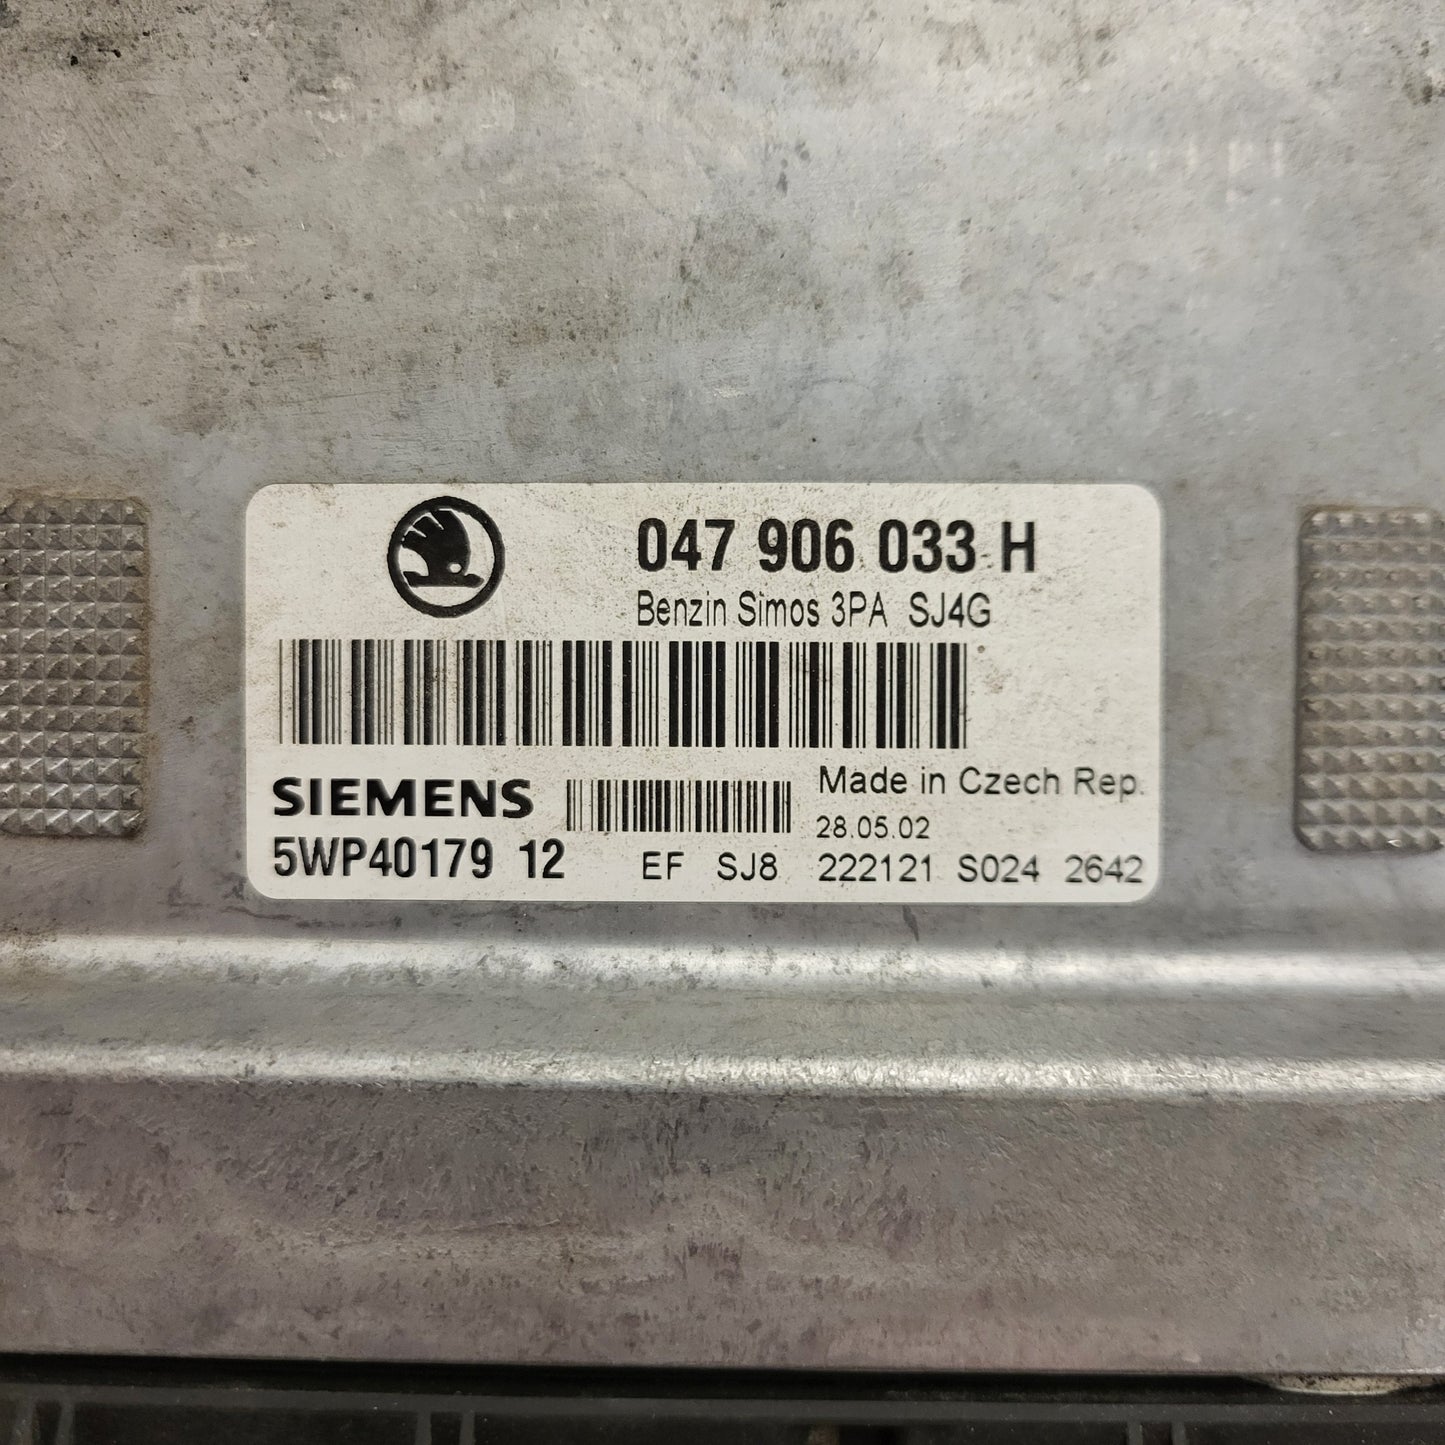 047 906 033 H
Benzin Simos 3PA SJ4G
SIEMENS
Made in Czech Rep.
28.05.02
5WP40179 12
EF SJ8 222121 S024 2642